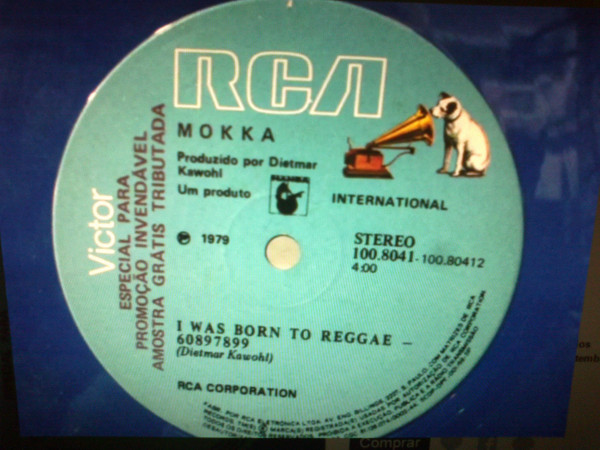 RCA
MOKKA
Produzido por Dietmar
Kawohl
Um produto
INTERNATIONAL
Victor
ESPECIAL PARA
PROMOÇÃO INVENDÁVEL
AMOSTRA GRÁTIS TRIBUTADA
℗ 1979
STEREO
100.8041-100.80412
4:00
I WAS BORN TO REGGAE –
60897899
(Dietmar Kawohl)
RCA CORPORATION
Comprar